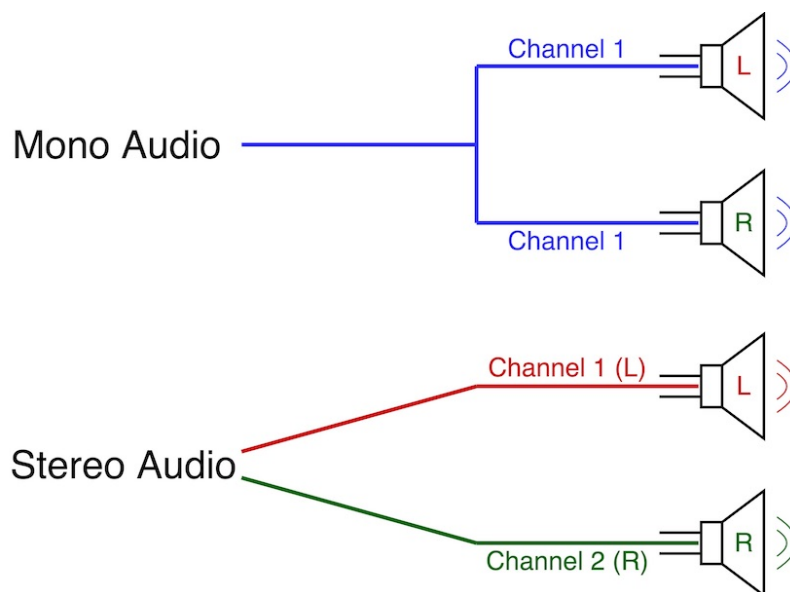 Channel 1
L
Mono Audio
R
Channel 1
Channel 1 (L)
L
Stereo Audio
R
Channel 2 (R)